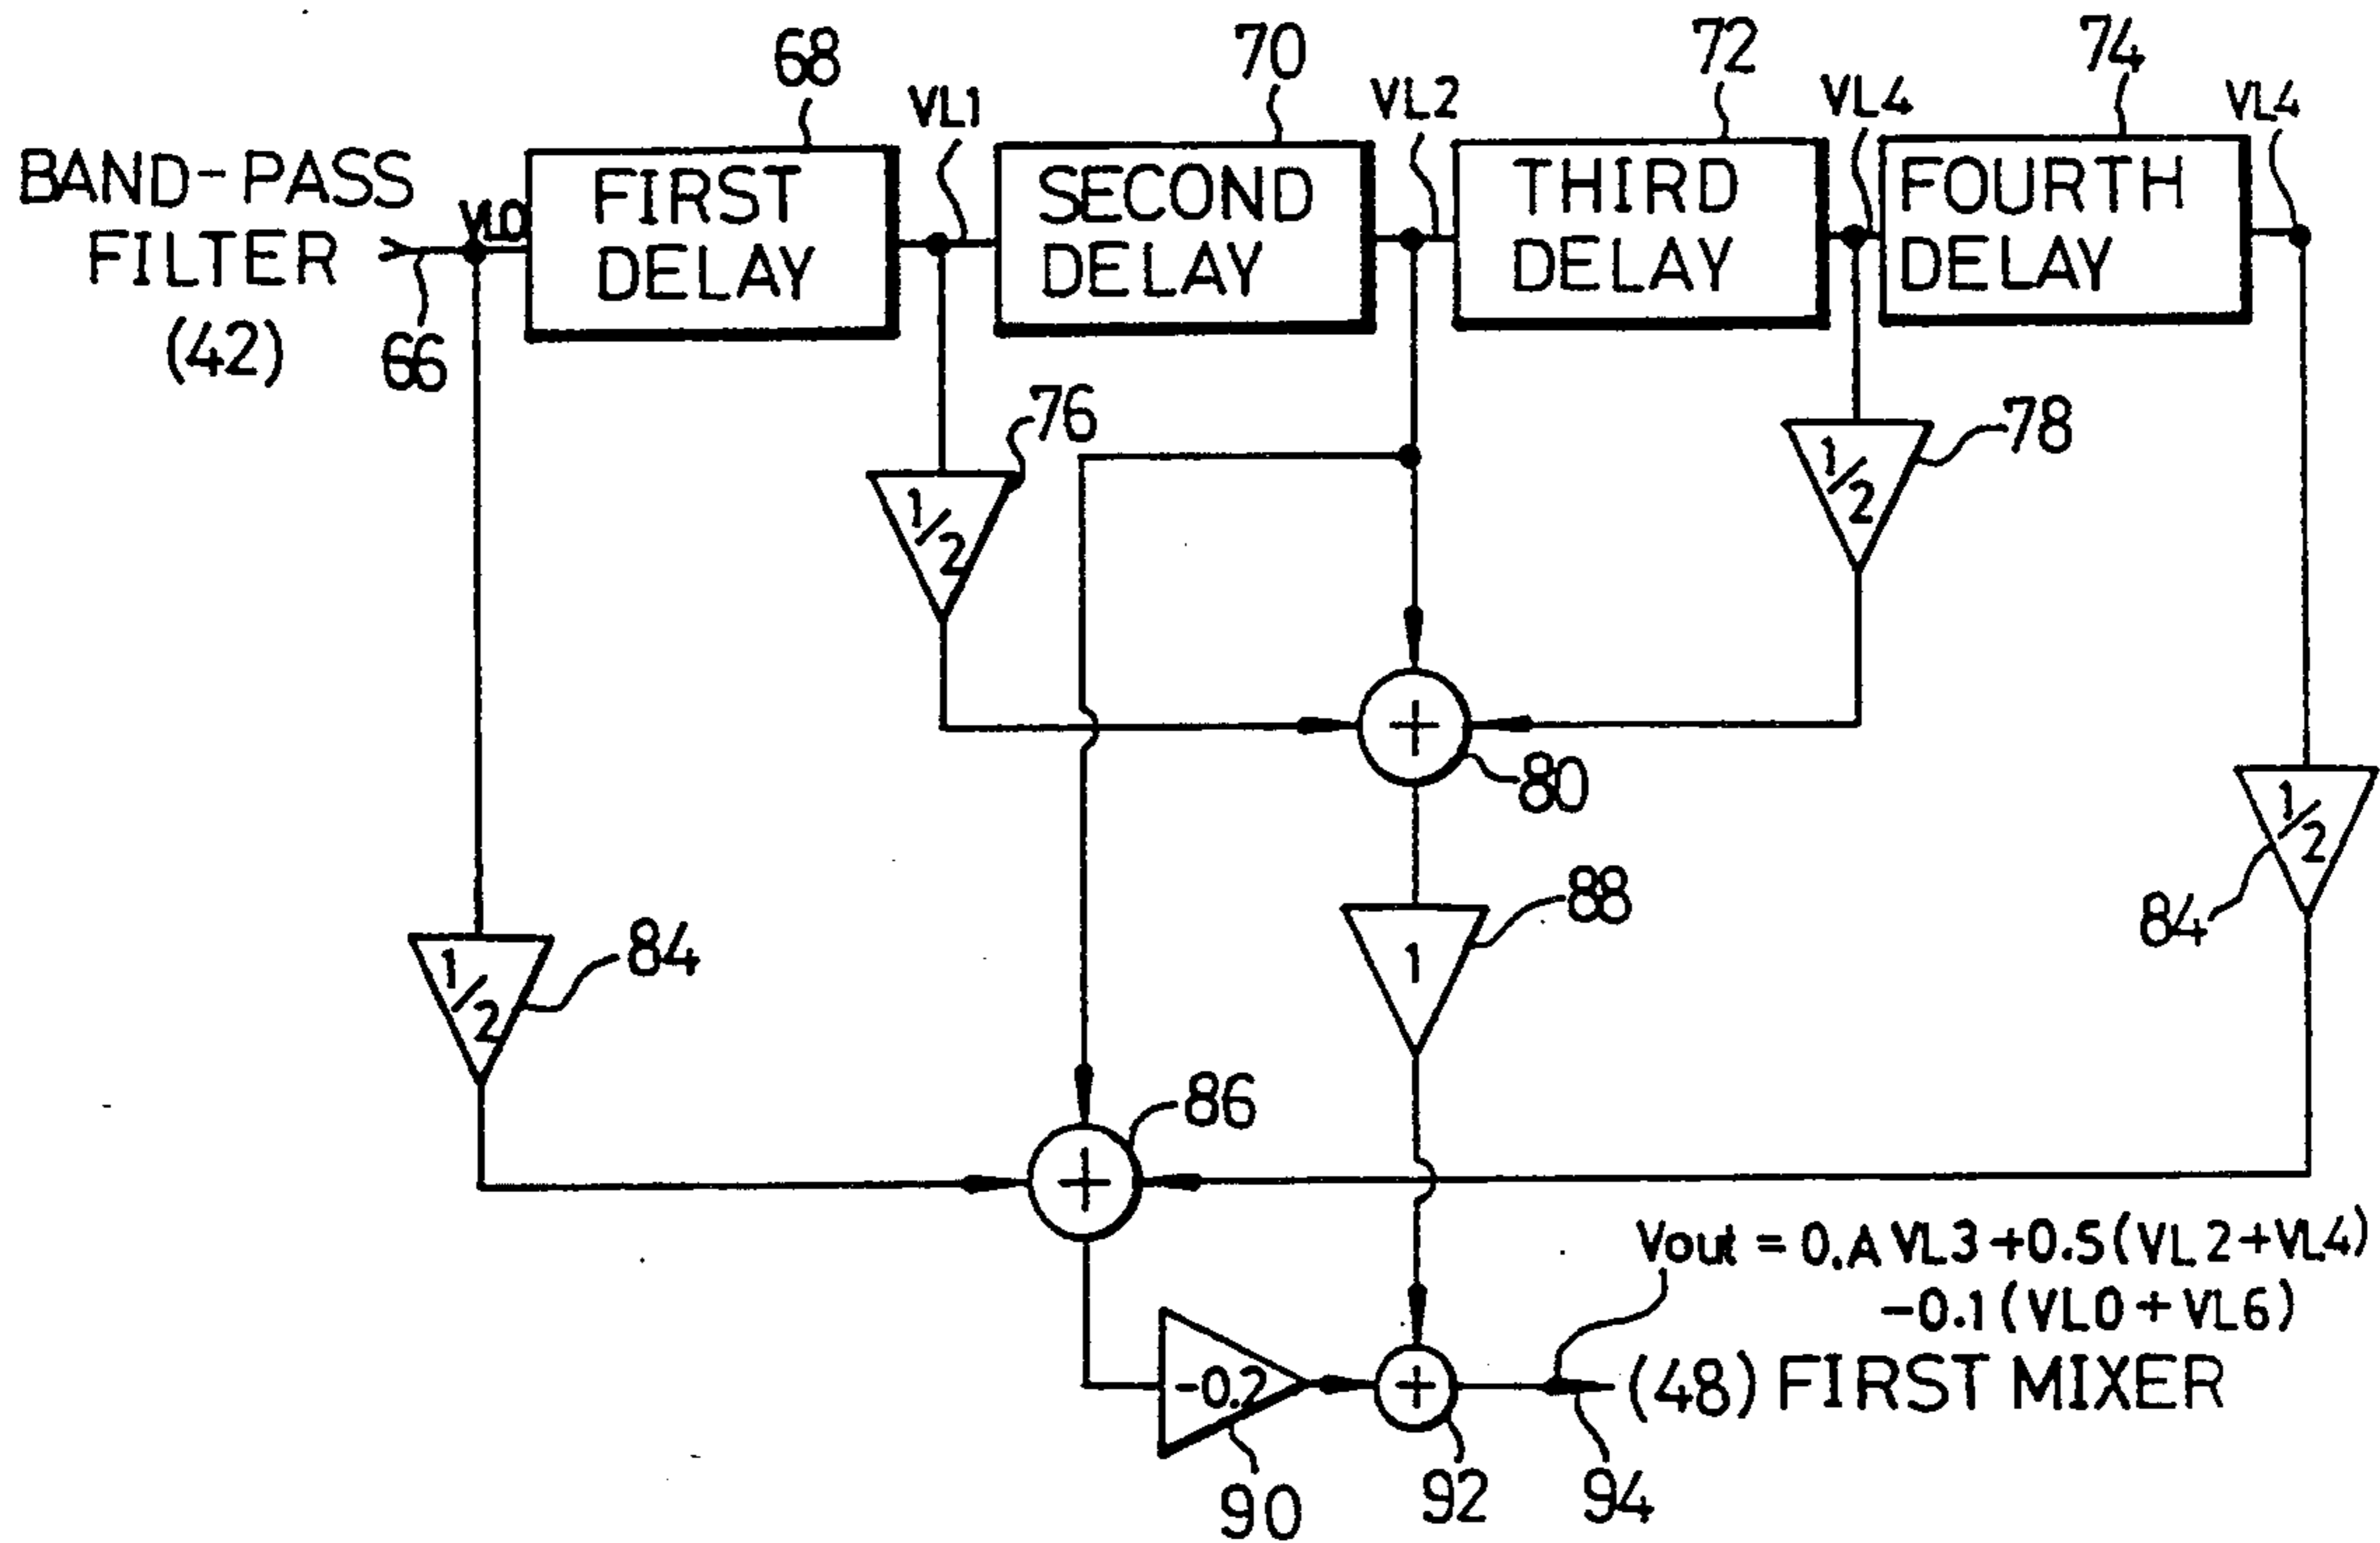 68
70
72
74
VL1
VL2
VL4
VL4
BAND-PASS
FILTER
(42)
VL0
66
FIRST
DELAY
SECOND
DELAY
THIRD
DELAY
FOURTH
DELAY
76
78
1/2
1/2
+
80
1/2
84
88
1
1/2
84
86
+
Vout = 0.A VL3 +0.5(VL2+VL4)
-0.1(VL0+VL6)
-0.2
+
(48) FIRST MIXER
90
92
94